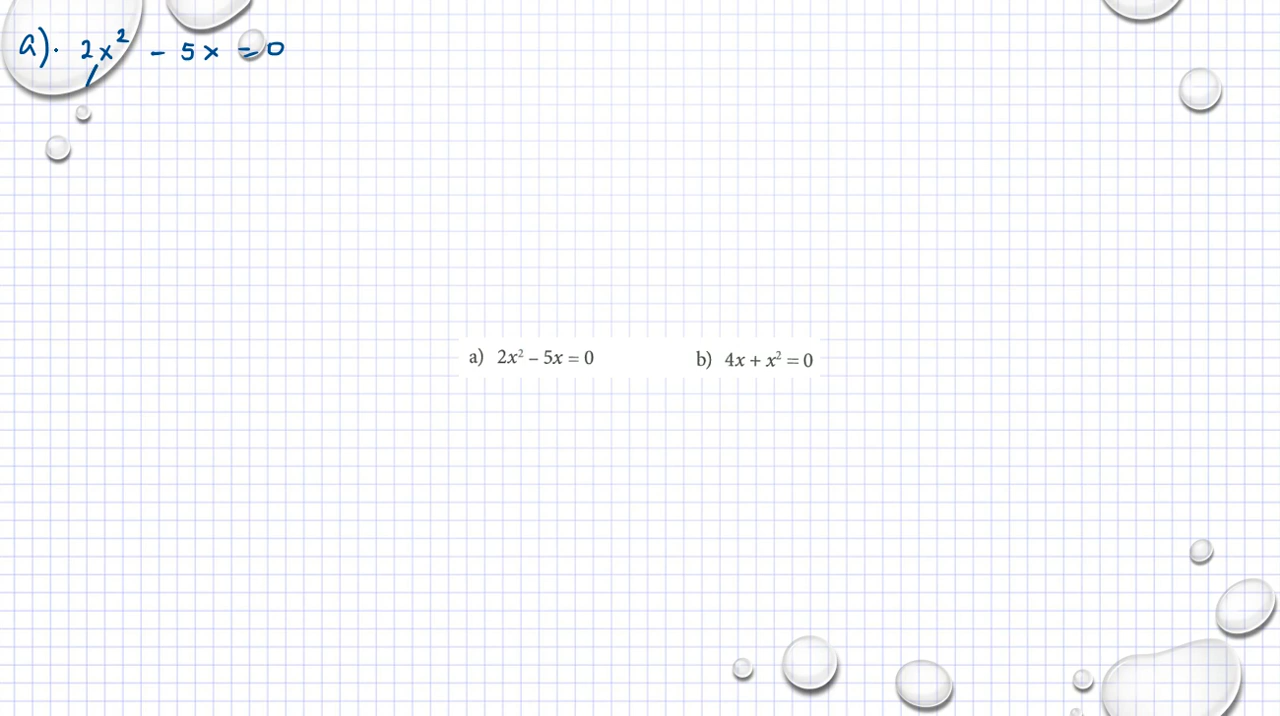 a). 2x² - 5x = 0
a) 2x² – 5x = 0 b) 4x + x² = 0